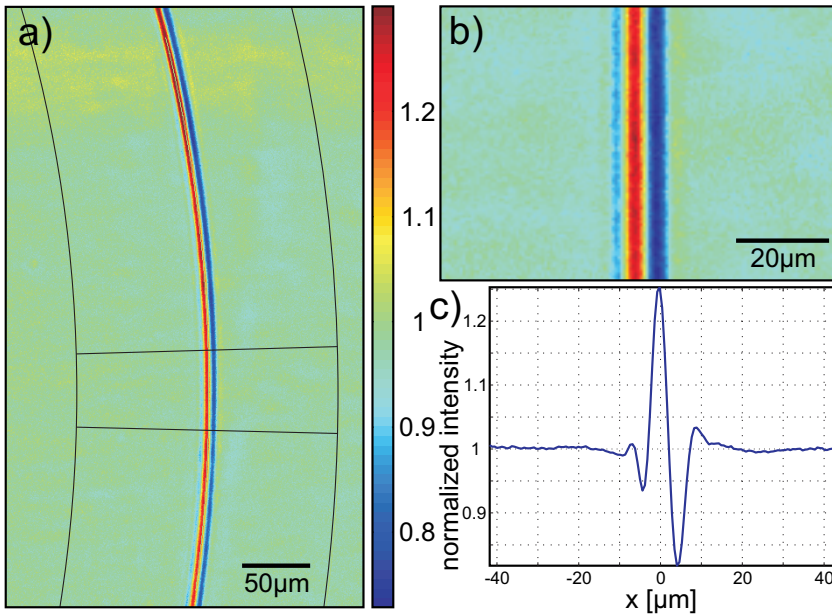 a)
50μm
1.2
1.1
1
0.9
0.8
b)
20μm
c)
normalized intensity
1.2
1.1
1
0.9
-40
-20
0
20
40
x [μm]